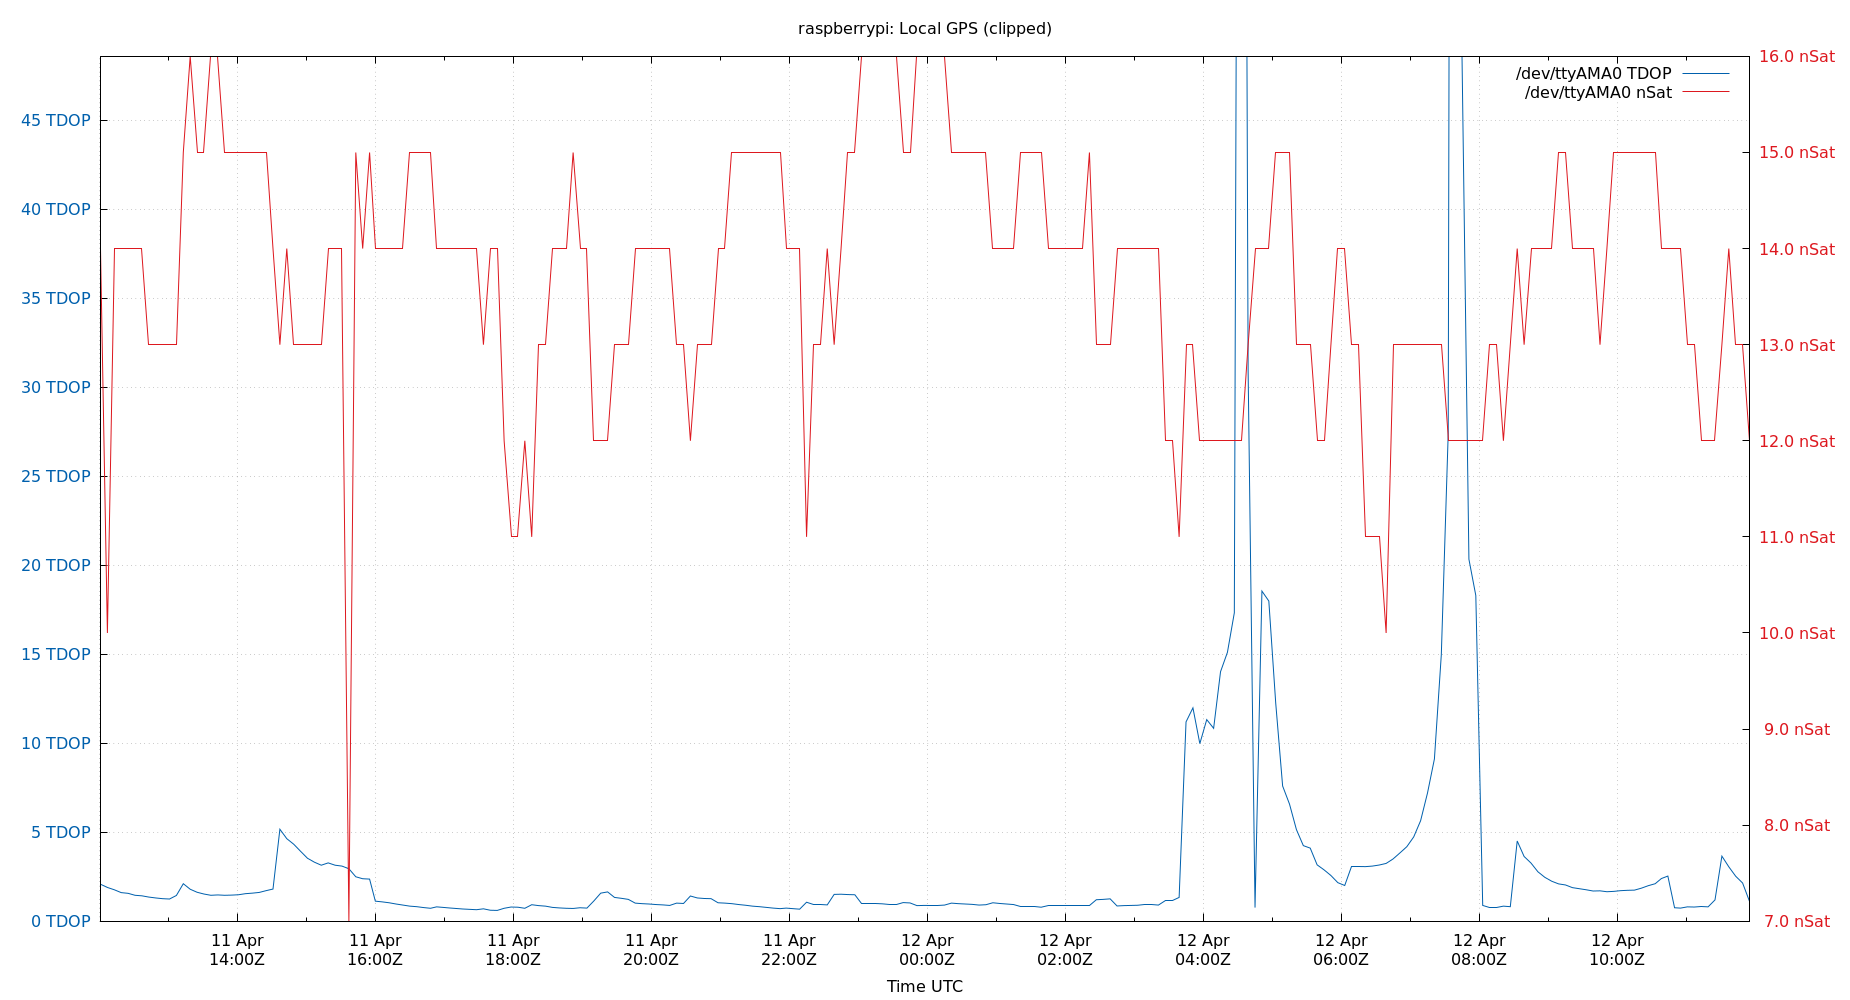 raspberrypi: Local GPS (clipped)
/dev/ttyAMA0 TDOP
/dev/ttyAMA0 nSat
45 TDOP
40 TDOP
35 TDOP
30 TDOP
25 TDOP
20 TDOP
15 TDOP
10 TDOP
5 TDOP
0 TDOP
16.0 nSat
15.0 nSat
14.0 nSat
13.0 nSat
12.0 nSat
11.0 nSat
10.0 nSat
9.0 nSat
8.0 nSat
7.0 nSat
11 Apr
14:00Z
11 Apr
16:00Z
11 Apr
18:00Z
11 Apr
20:00Z
11 Apr
22:00Z
12 Apr
00:00Z
12 Apr
02:00Z
12 Apr
04:00Z
12 Apr
06:00Z
12 Apr
08:00Z
12 Apr
10:00Z
Time UTC